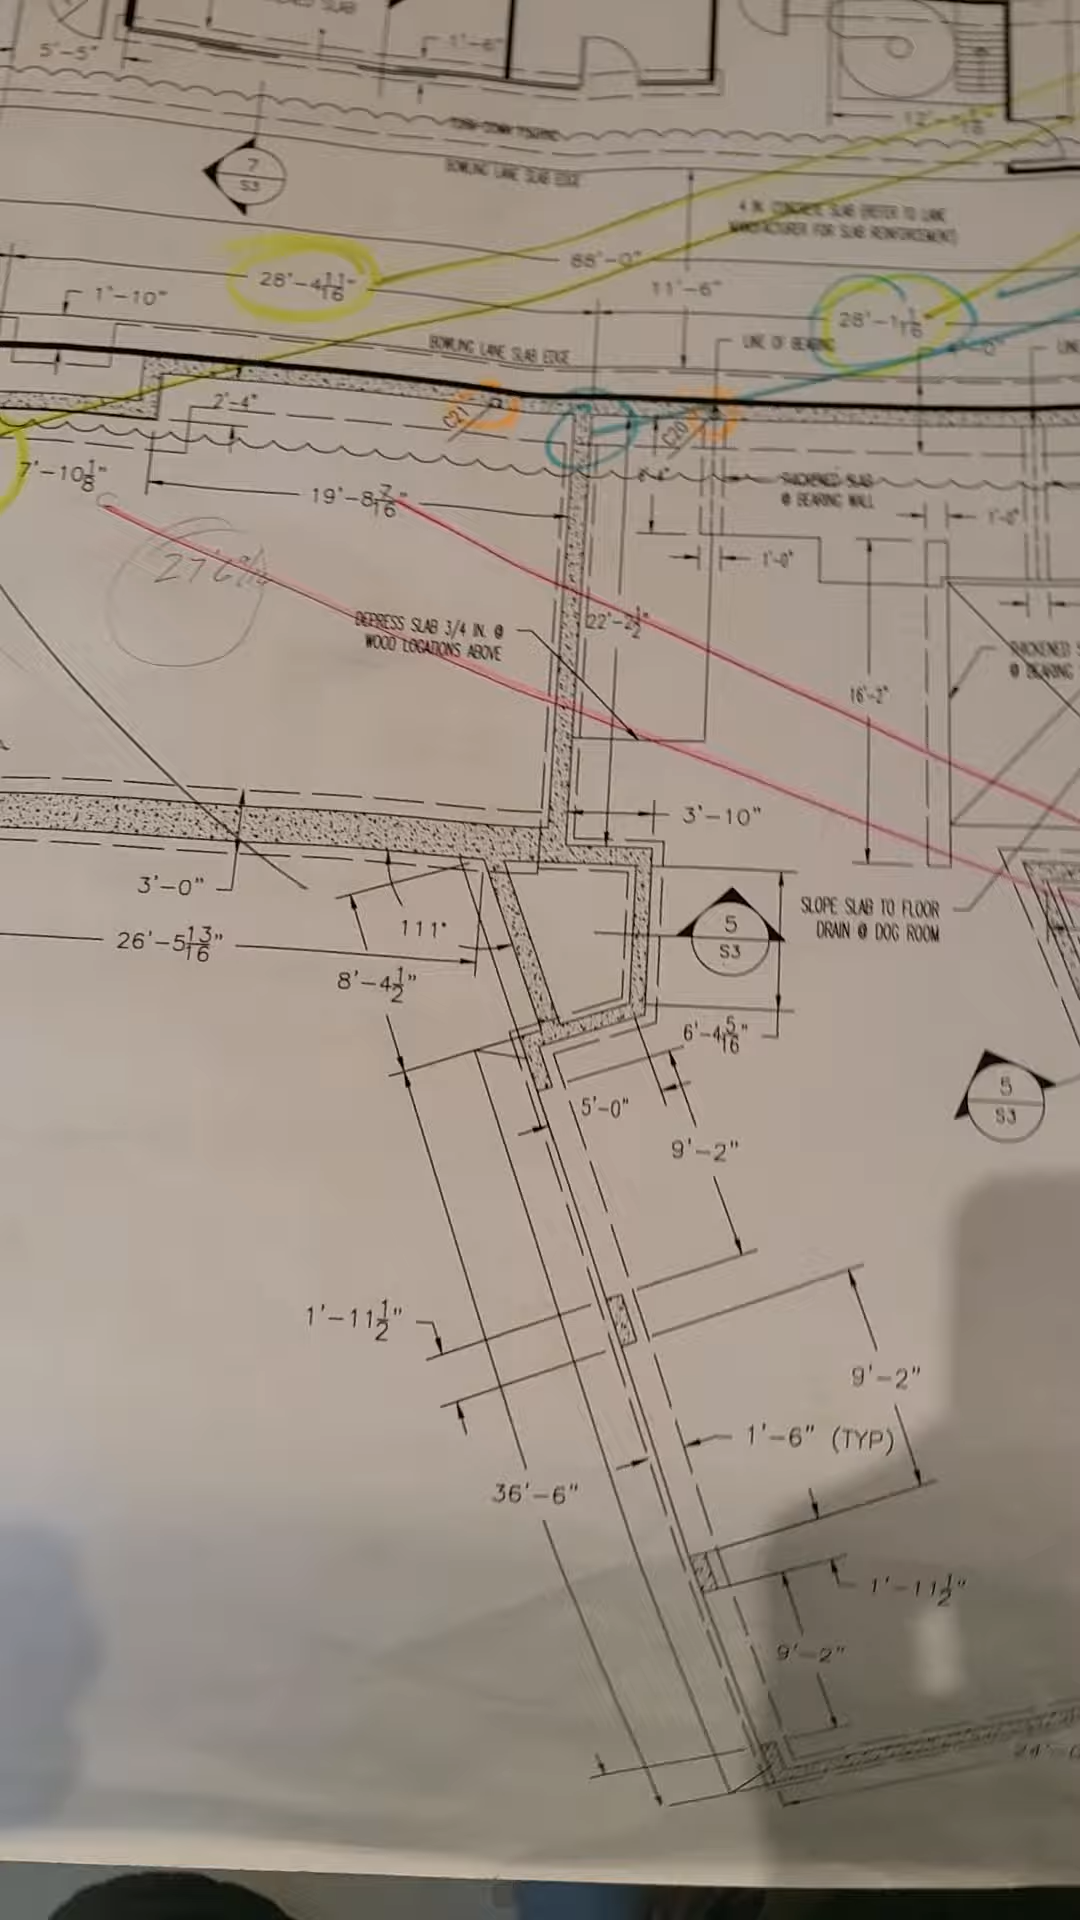 5'-5"
1'-6"
7
S3
BOWLING LANE SLAB EDGE
4 IN. CONCRETE SLAB (REFER TO LANE
MANUFACTURER FOR SLAB REINFORCEMENT)
28'-4 11/16"
88'-0"
1'-10"
11'-6"
28'-1 1/16"
BOWLING LANE SLAB EDGE
LINE OF BEARING
2'-4"
C21
C20
7'-10 1/8"
19'-8 7/16"
THICKENED SLAB
@ BEARING WALL
1'-0"
1'-0"
DEPRESS SLAB 3/4 IN. @
WOOD LOCATIONS ABOVE
22'-2 1/2"
THICKENED
@ BEARING
16'-2"
3'-10"
3'-0"
111°
5
S3
SLOPE SLAB TO FLOOR
DRAIN @ DOG ROOM
26'-5 13/16"
8'-4 1/2"
6'-4 5/16"
5
S3
5'-0"
9'-2"
1'-11 1/2"
9'-2"
1'-6" (TYP)
36'-6"
1'-11 1/2"
9'-2"